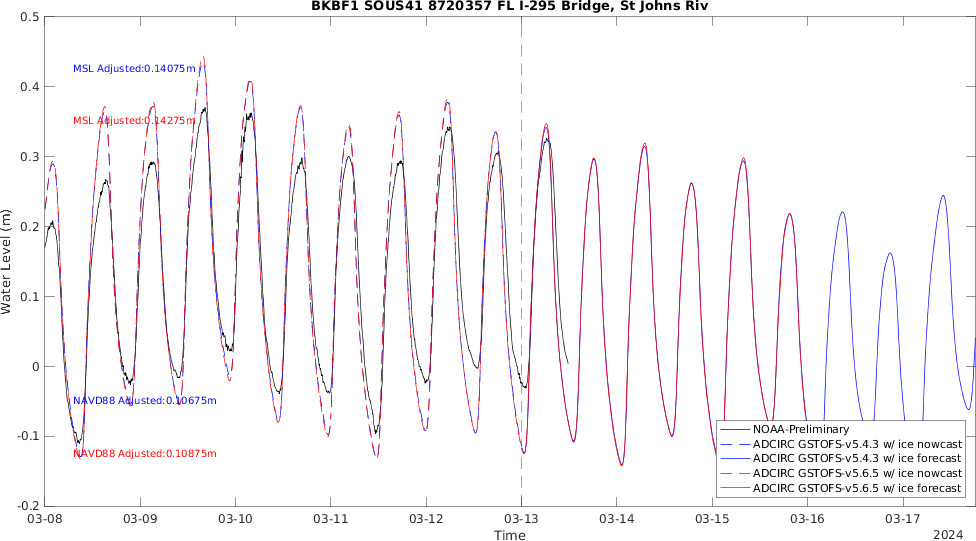 BKBF1 SOUS41 8720357 FL I-295 Bridge, St Johns Riv
0.5
0.4
0.3
0.2
0.1
0
-0.1
-0.2
Water Level (m)
MSL Adjusted:0.14075m
MSL Adjusted:0.14275m
NAVD88 Adjusted:0.10675m
NAVD88 Adjusted:0.10875m
NOAA-Preliminary
ADCIRC GSTOFS-v5.4.3 w/ ice nowcast
ADCIRC GSTOFS-v5.4.3 w/ ice forecast
ADCIRC GSTOFS-v5.6.5 w/ ice nowcast
ADCIRC GSTOFS-v5.6.5 w/ ice forecast
03-08 03-09 03-10 03-11 03-12 03-13 03-14 03-15 03-16 03-17
Time
2024